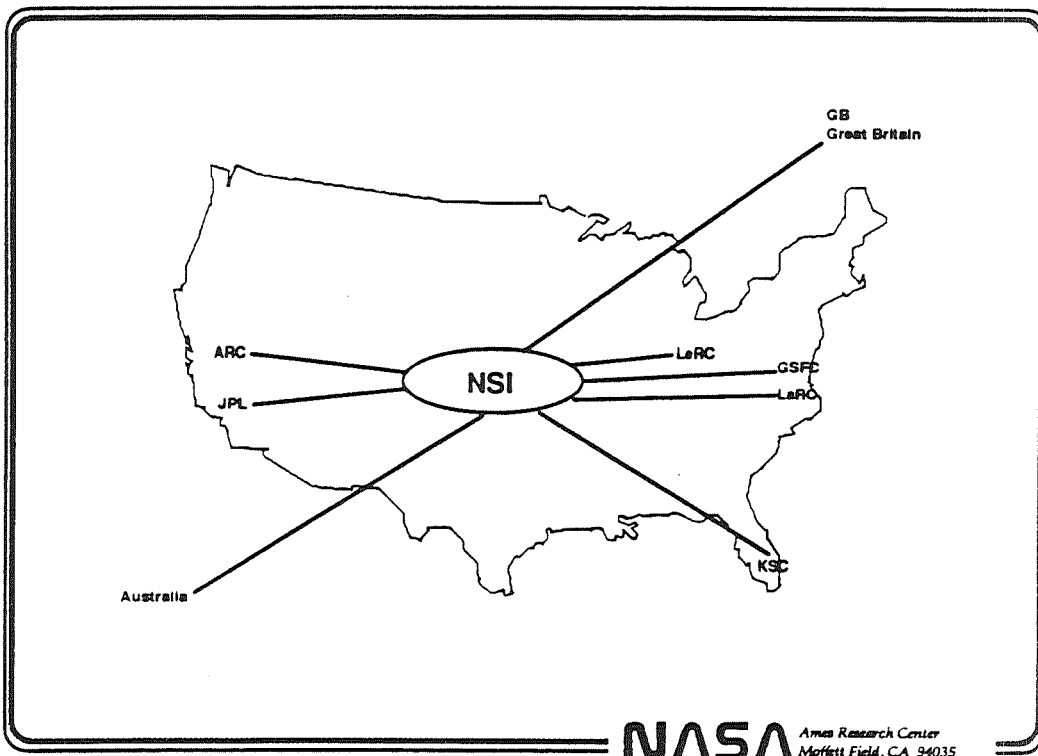 GB
Great Britain
ARC
LeRC
NSI
GSFC
JPL
LaRC
KSC
Australia
NASA
Ames Research Center
Moffett Field, CA 94035